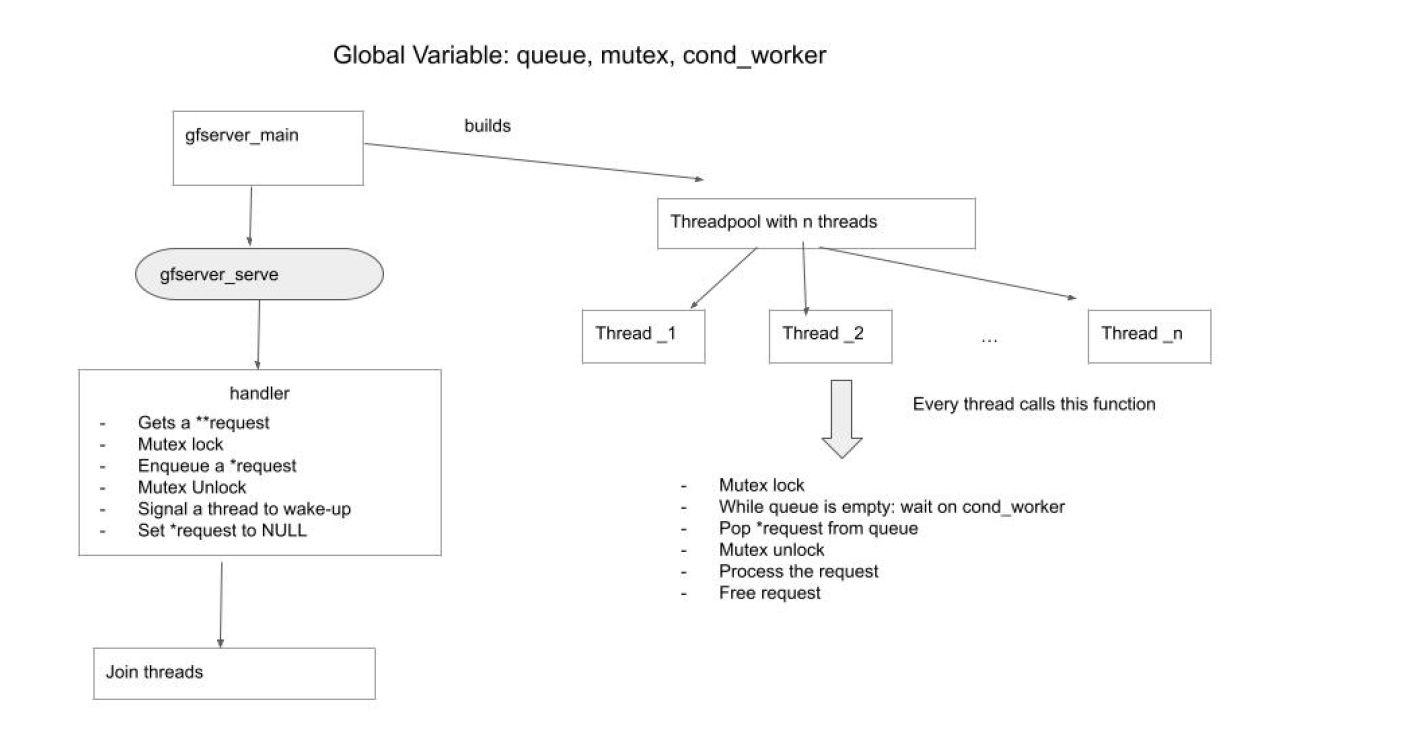 Global Variable: queue, mutex, cond_worker
gfserver_main
builds
Threadpool with n threads
gfserver_serve
Thread _1
Thread _2
...
Thread _n
Every thread calls this function
handler
- Gets a **request
- Mutex lock
- Enqueue a *request
- Mutex Unlock
- Signal a thread to wake-up
- Set *request to NULL
- Mutex lock
- While queue is empty: wait on cond_worker
- Pop *request from queue
- Mutex unlock
- Process the request
- Free request
Join threads